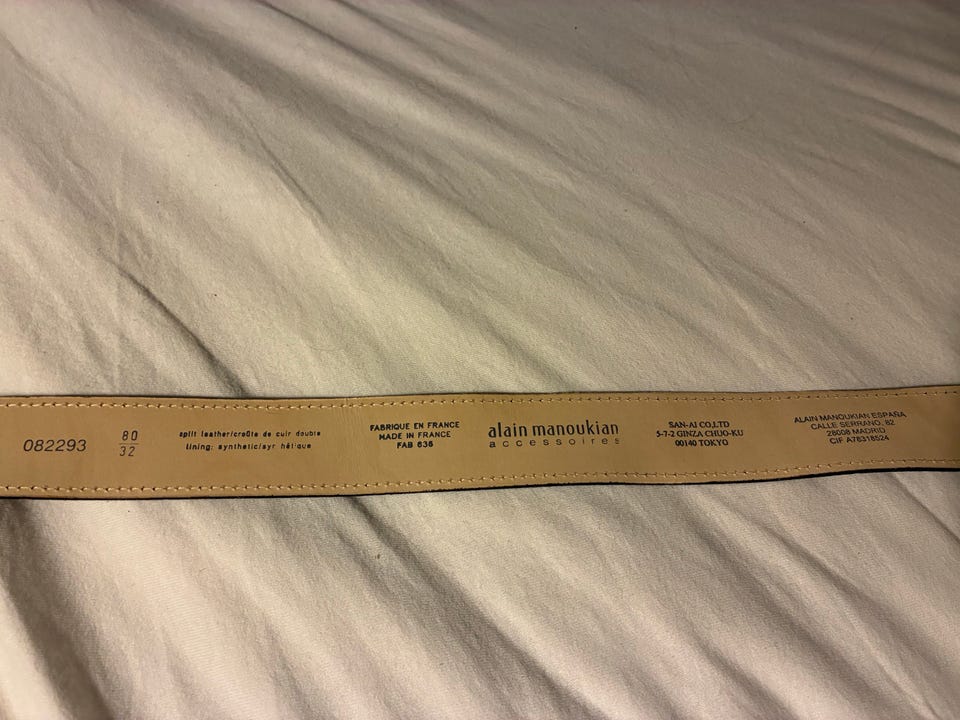 082293
80
32
split leather/croûte de cuir double
lining: synthetic/syr hétique
FABRIQUE EN FRANCE
MADE IN FRANCE
FAB 636
alain manoukian
accessoires
SAN-AI CO.,LTD
5-7-2 GINZA CHUO-KU
00140 TOKYO
ALAIN MANOUKIAN ESPAÑA
CALLE SERRANO, 82
28006 MADRID
CIF A78318524